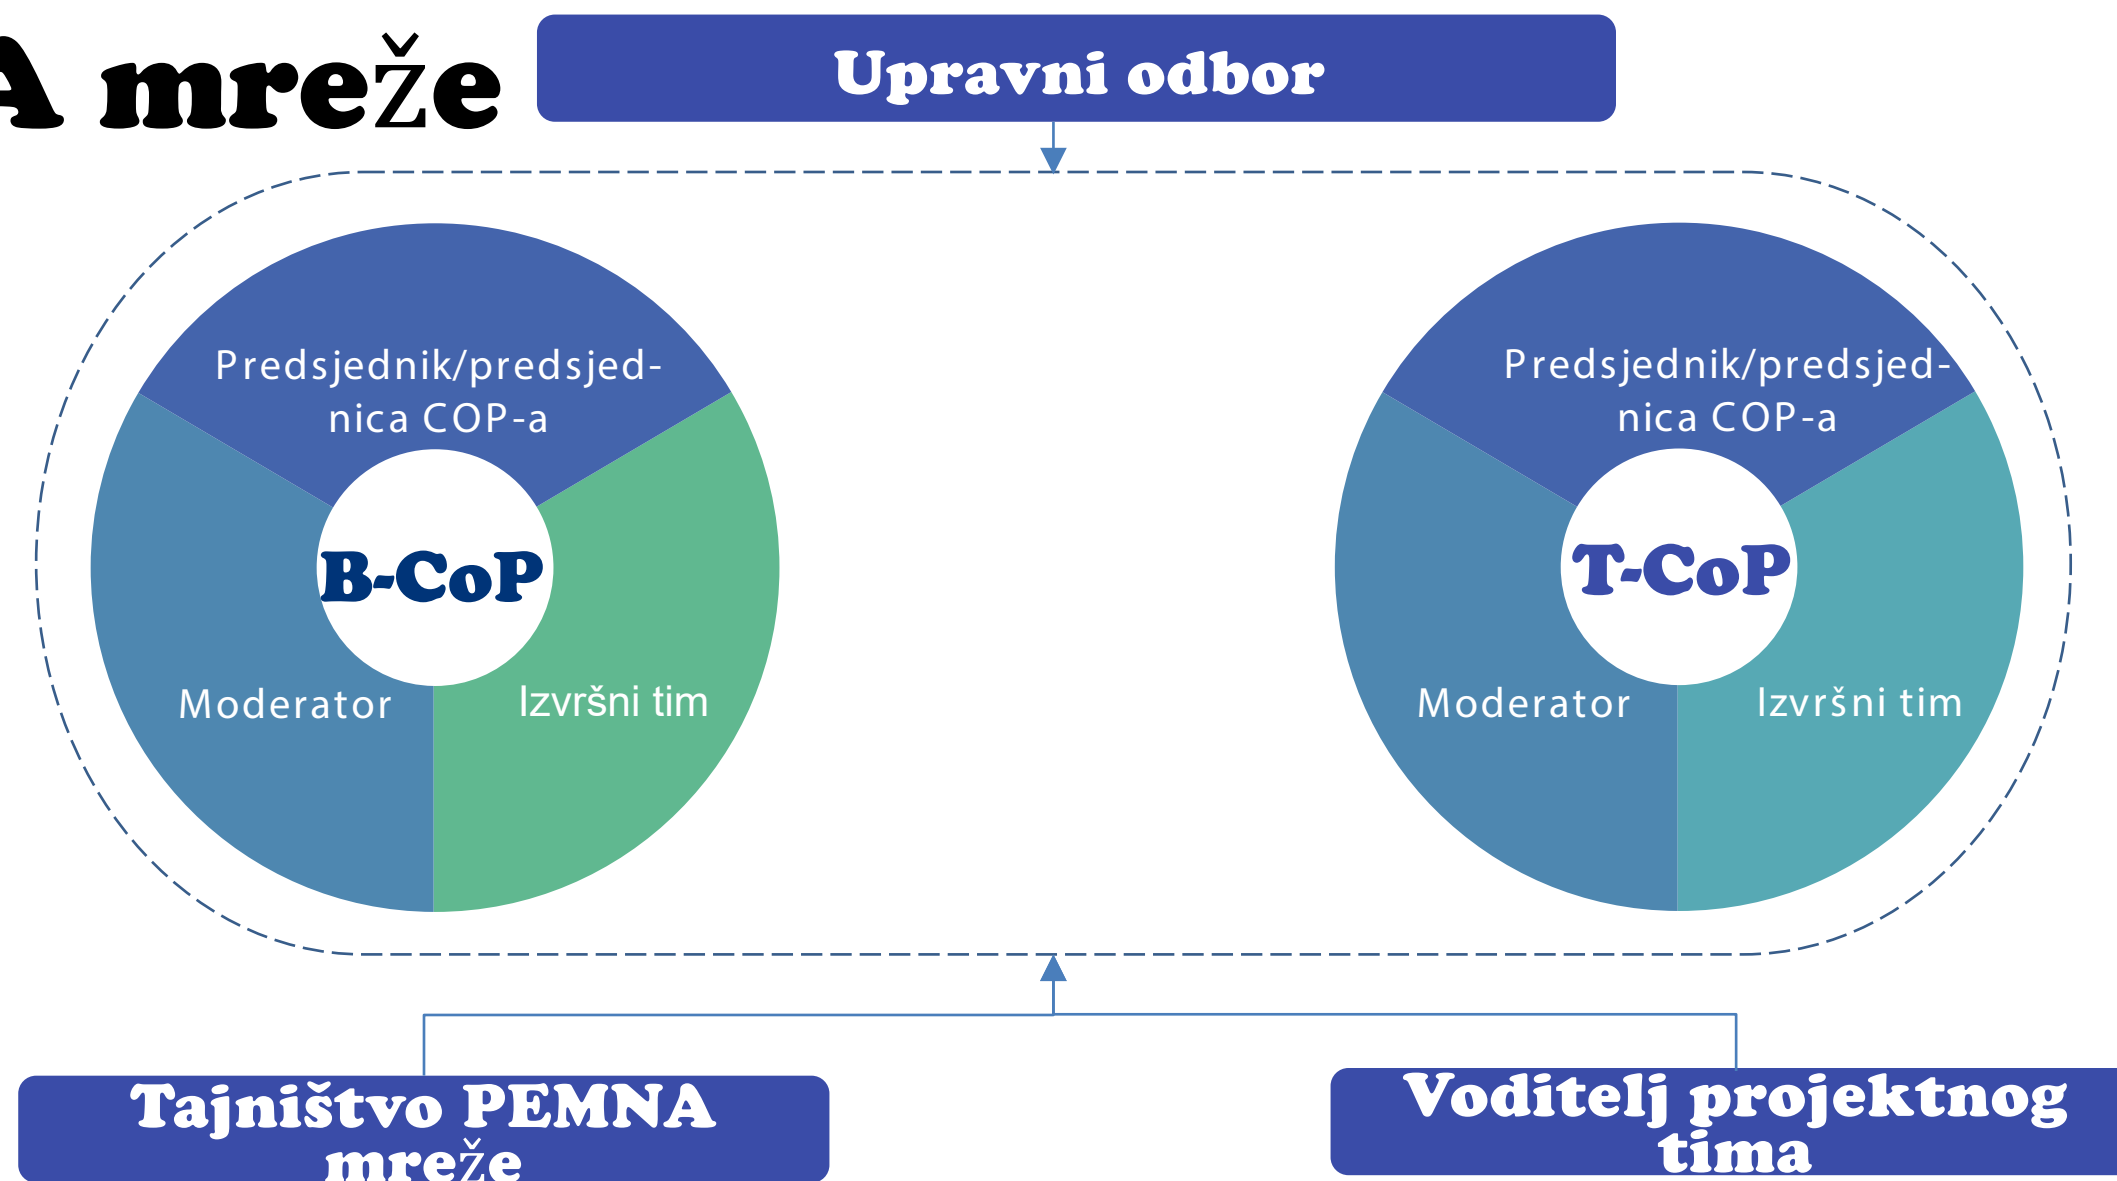 A mreže
Upravni odbor
Predsjednik/predsjed-
nica COP-a
B-CoP
Moderator
Izvršni tim
Predsjednik/predsjed-
nica COP-a
T-CoP
Moderator
Izvršni tim
Tajništvo PEMNA
mreže
Voditelj projektnog
tima